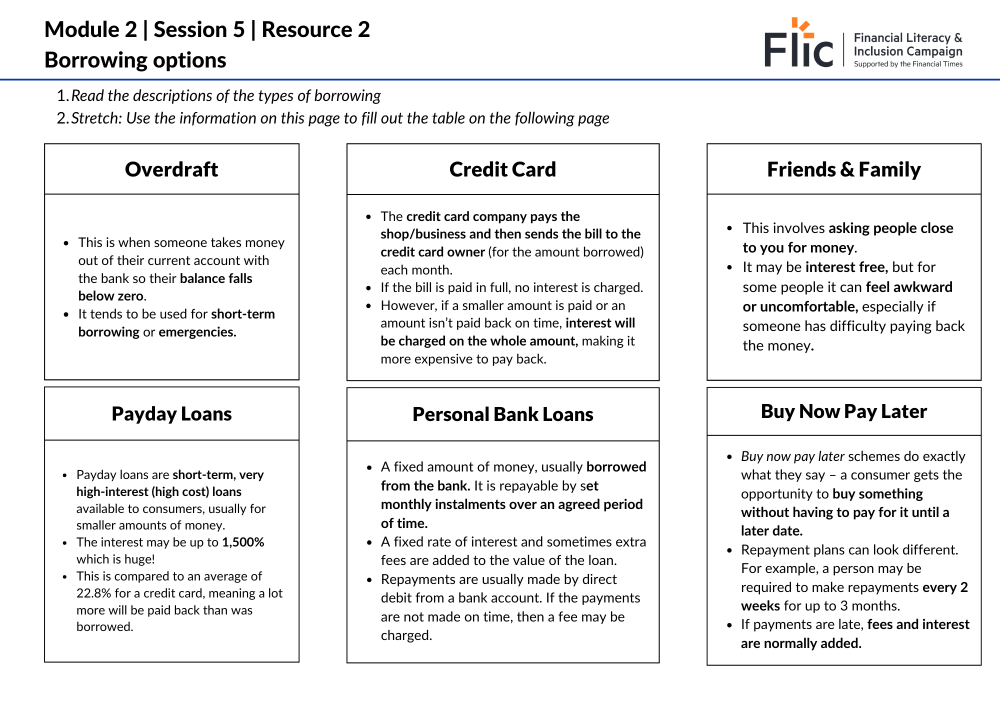 Module 2 | Session 5 | Resource 2
Borrowing options
Flic
Financial Literacy &
Inclusion Campaign
Supported by the Financial Times
1. Read the descriptions of the types of borrowing
2. Stretch: Use the information on this page to fill out the table on the following page
Overdraft
• This is when someone takes money
out of their current account with
the bank so their balance falls
below zero.
• It tends to be used for short-term
borrowing or emergencies.
Credit Card
• The credit card company pays the
shop/business and then sends the bill to the
credit card owner (for the amount borrowed)
each month.
• If the bill is paid in full, no interest is charged.
• However, if a smaller amount is paid or an
amount isn’t paid back on time, interest will
be charged on the whole amount, making it
more expensive to pay back.
Friends & Family
• This involves asking people close
to you for money.
• It may be interest free, but for
some people it can feel awkward
or uncomfortable, especially if
someone has difficulty paying back
the money.
Payday Loans
• Payday loans are short-term, very
high-interest (high cost) loans
available to consumers, usually for
smaller amounts of money.
• The interest may be up to 1,500%
which is huge!
• This is compared to an average of
22.8% for a credit card, meaning a lot
more will be paid back than was
borrowed.
Personal Bank Loans
• A fixed amount of money, usually borrowed
from the bank. It is repayable by set
monthly instalments over an agreed period
of time.
• A fixed rate of interest and sometimes extra
fees are added to the value of the loan.
• Repayments are usually made by direct
debit from a bank account. If the payments
are not made on time, then a fee may be
charged.
Buy Now Pay Later
• Buy now pay later schemes do exactly
what they say – a consumer gets the
opportunity to buy something
without having to pay for it until a
later date.
• Repayment plans can look different.
For example, a person may be
required to make repayments every 2
weeks for up to 3 months.
• If payments are late, fees and interest
are normally added.